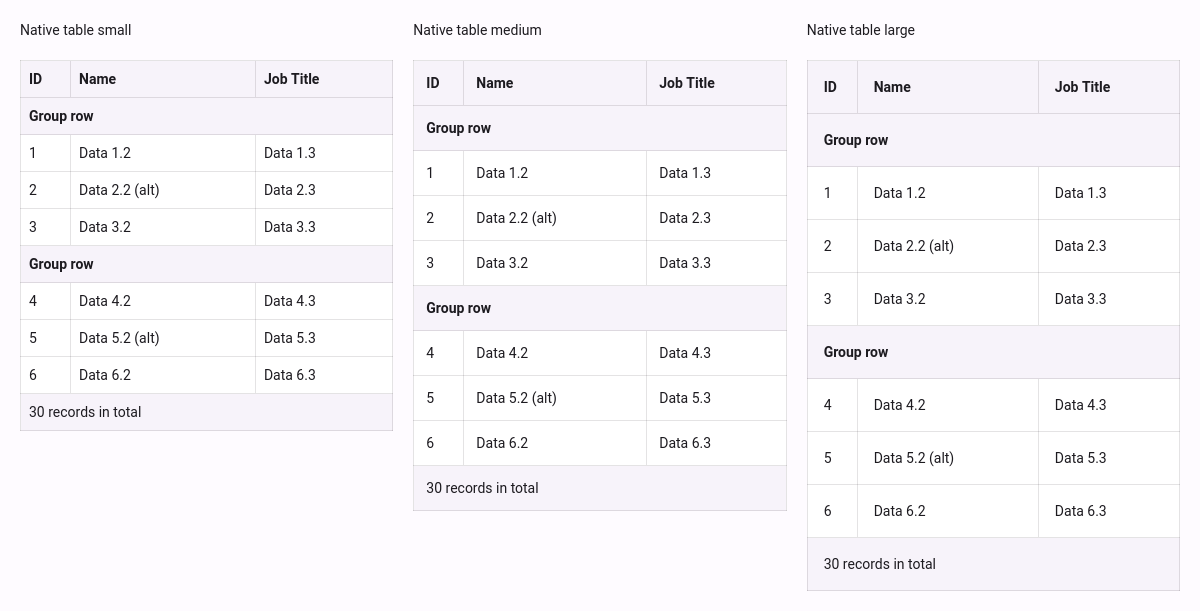 Native table small
ID Name Job Title
Group row
1 Data 1.2 Data 1.3
2 Data 2.2 (alt) Data 2.3
3 Data 3.2 Data 3.3
Group row
4 Data 4.2 Data 4.3
5 Data 5.2 (alt) Data 5.3
6 Data 6.2 Data 6.3
30 records in total
Native table medium
ID Name Job Title
Group row
1 Data 1.2 Data 1.3
2 Data 2.2 (alt) Data 2.3
3 Data 3.2 Data 3.3
Group row
4 Data 4.2 Data 4.3
5 Data 5.2 (alt) Data 5.3
6 Data 6.2 Data 6.3
30 records in total
Native table large
ID Name Job Title
Group row
1 Data 1.2 Data 1.3
2 Data 2.2 (alt) Data 2.3
3 Data 3.2 Data 3.3
Group row
4 Data 4.2 Data 4.3
5 Data 5.2 (alt) Data 5.3
6 Data 6.2 Data 6.3
30 records in total